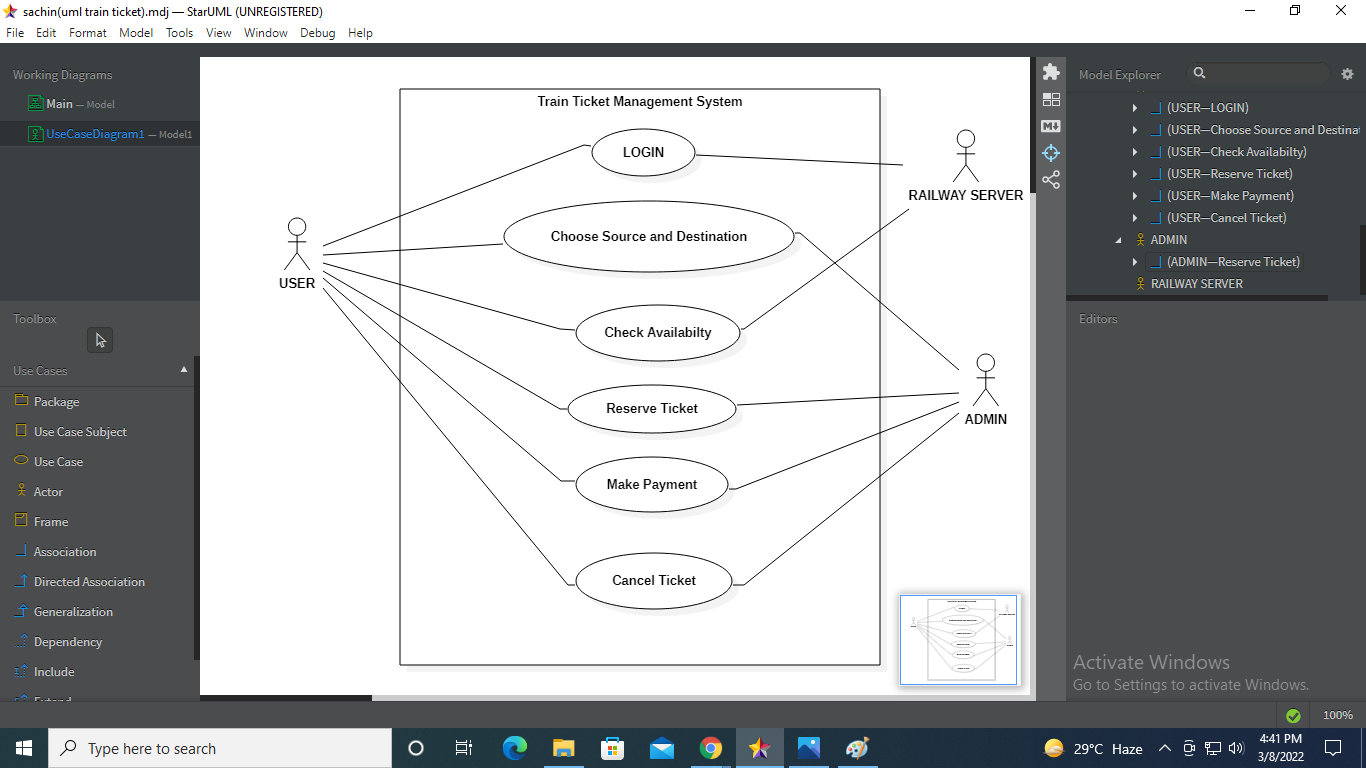 sachin(uml train ticket).mdj — StarUML (UNREGISTERED)
File Edit Format Model Tools View Window Debug Help
Working Diagrams
Main — Model
UseCaseDiagram1 — Model1
Toolbox
Use Cases
Package
Use Case Subject
Use Case
Actor
Frame
Association
Directed Association
Generalization
Dependency
Include
Extend
Train Ticket Management System
LOGIN
Choose Source and Destination
Check Availabilty
Reserve Ticket
Make Payment
Cancel Ticket
USER
RAILWAY SERVER
ADMIN
Model Explorer
(USER—LOGIN)
(USER—Choose Source and Destinat
(USER—Check Availabilty)
(USER—Reserve Ticket)
(USER—Make Payment)
(USER—Cancel Ticket)
ADMIN
(ADMIN—Reserve Ticket)
RAILWAY SERVER
Editors
Activate Windows
Go to Settings to activate Windows.
100%
Type here to search
29°C Haze
4:41 PM
3/8/2022